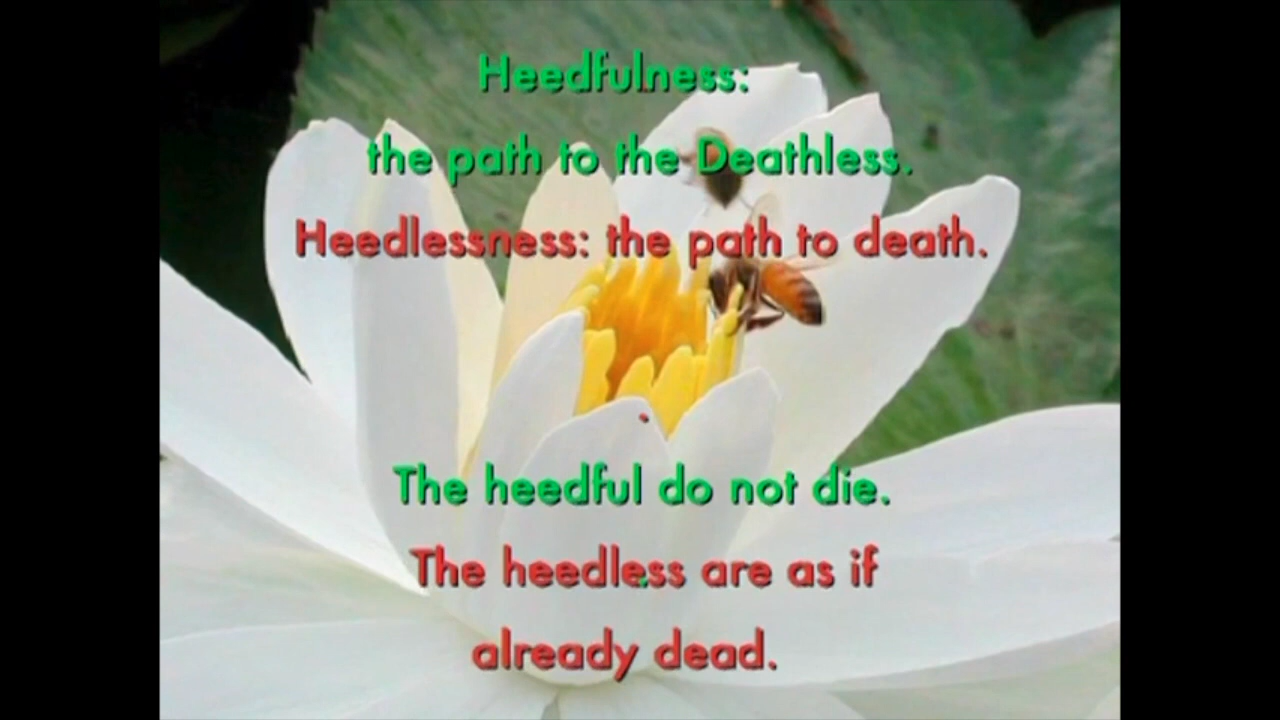 Heedfulness:
the path to the Deathless.
Heedlessness: the path to death.
The heedful do not die.
The heedless are as if
already dead.